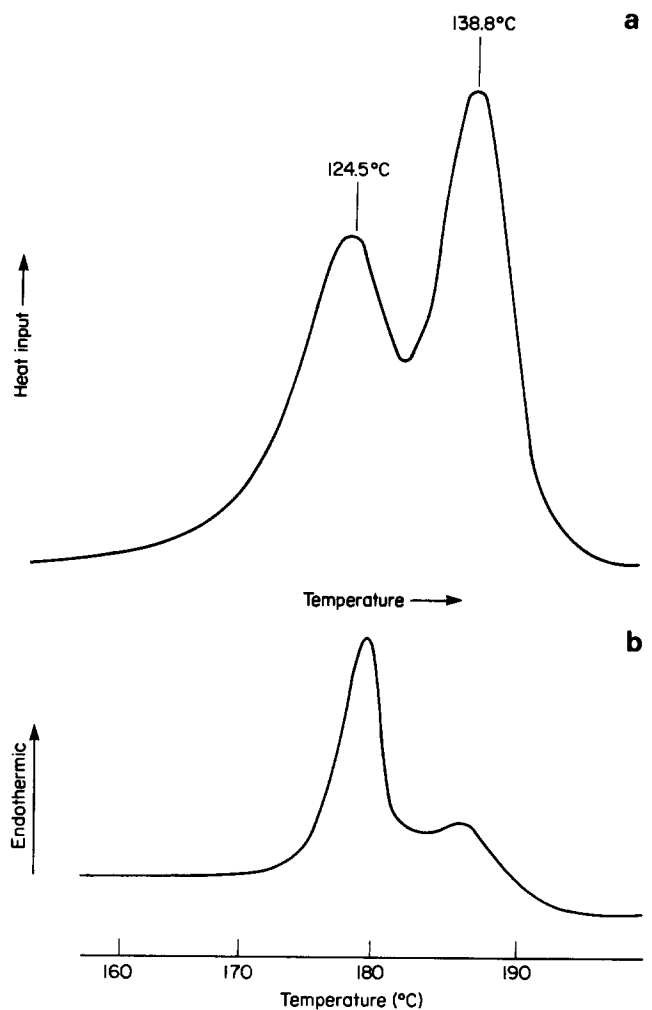 a
138.8°C
124.5°C
Heat input
Temperature
b
Endothermic
160 170 180 190
Temperature (°C)